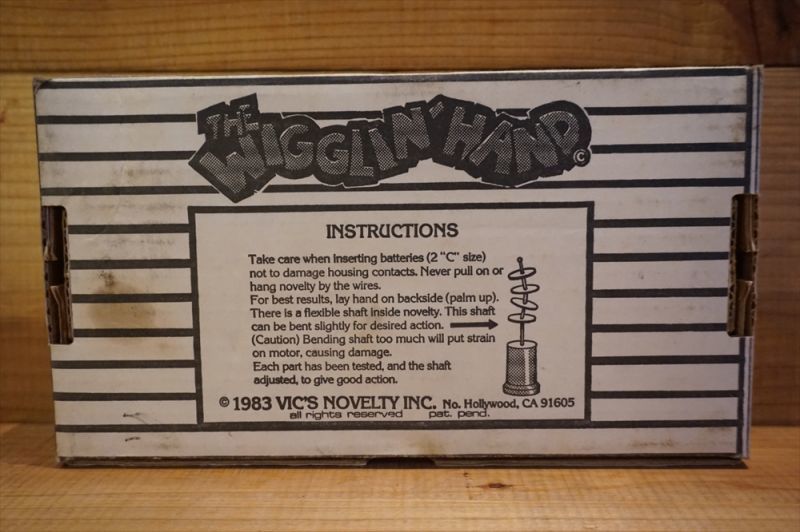 THE
WIGGLIN' HAND ©
INSTRUCTIONS
Take care when inserting batteries (2 "C" size)
not to damage housing contacts. Never pull on or
hang novelty by the wires.
For best results, lay hand on backside (palm up).
There is a flexible shaft inside novelty. This shaft
can be bent slightly for desired action.
(Caution) Bending shaft too much will put strain
on motor, causing damage.
Each part has been tested, and the shaft
adjusted, to give good action.
© 1983 VIC'S NOVELTY INC. No. Hollywood, CA 91605
all rights reserved pat. pend.